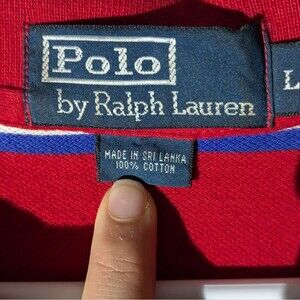 Polo
by Ralph Lauren
L
MADE IN SRI LANKA
100% COTTON